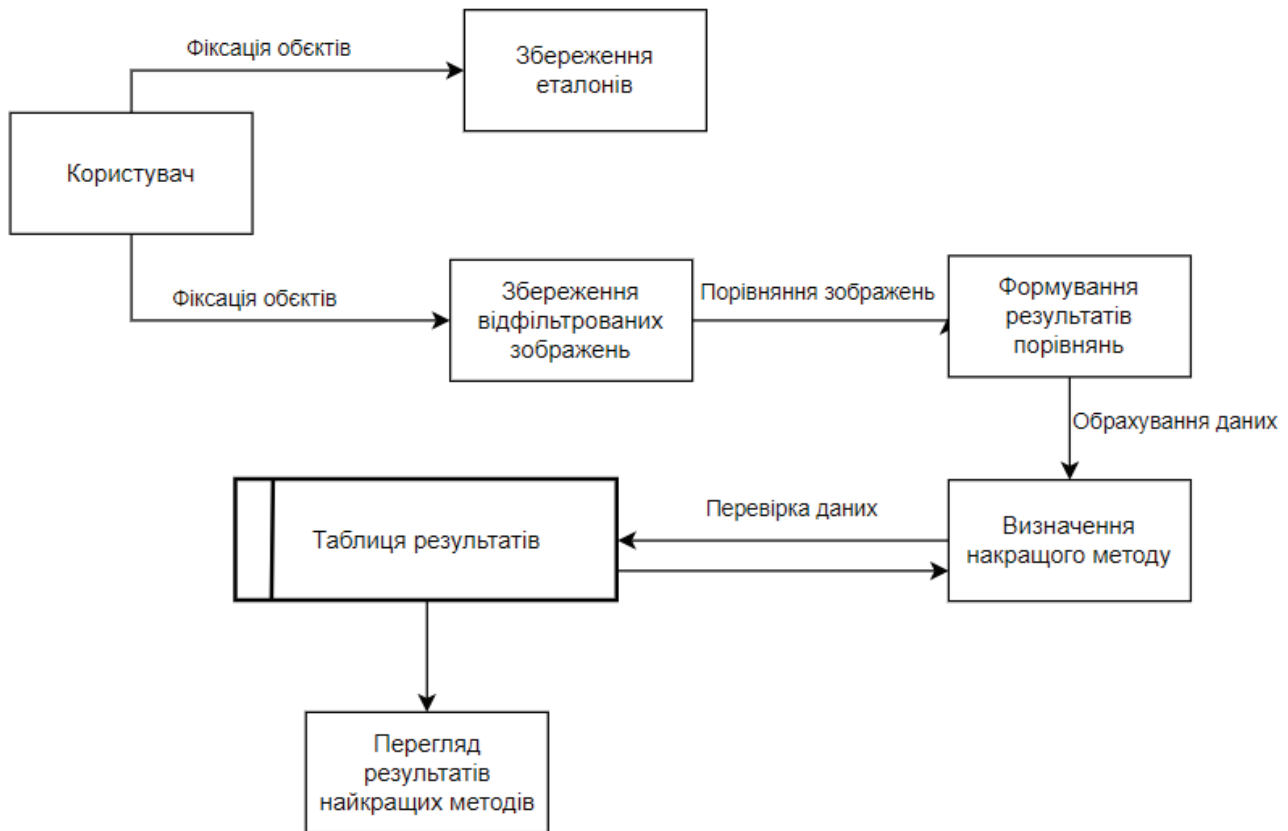 Фіксація обєктів
Збереження
еталонів
Користувач
Фіксація обєктів
Збереження
відфільтрованих
зображень
Порівняння зображень
Формування
результатів
порівнянь
Обрахування даних
Таблиця результатів
Перевірка даних
Визначення
накращого методу
Перегляд
результатів
найкращих методів